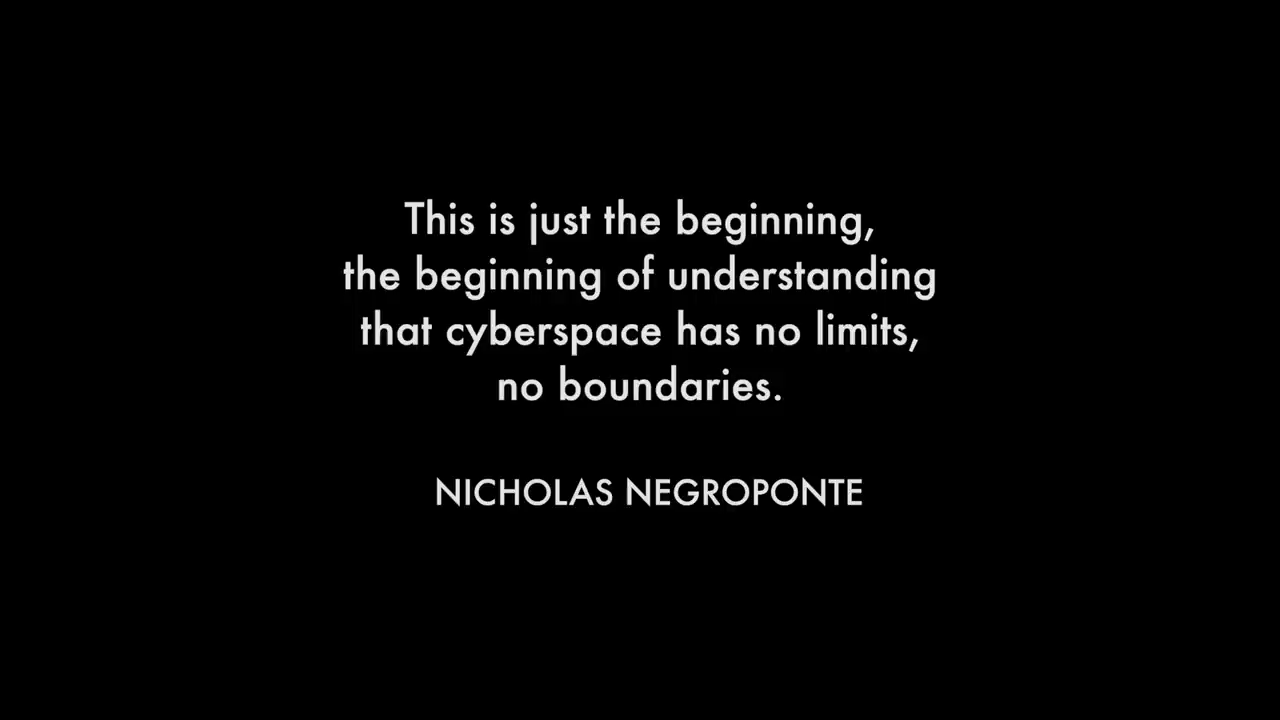 This is just the beginning,
the beginning of understanding
that cyberspace has no limits,
no boundaries.
NICHOLAS NEGROPONTE